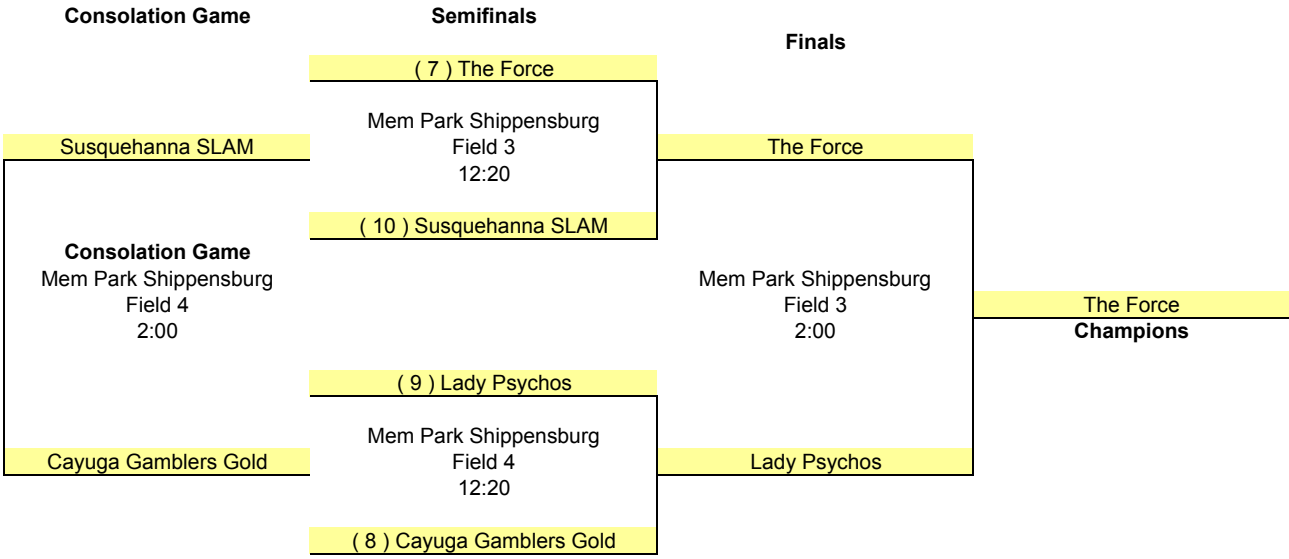 Consolation Game
Semifinals
Finals
( 7 ) The Force
Mem Park Shippensburg
Field 3
12:20
Susquehanna SLAM
The Force
( 10 ) Susquehanna SLAM
Consolation Game
Mem Park Shippensburg
Field 4
2:00
Mem Park Shippensburg
Field 3
2:00
The Force
Champions
( 9 ) Lady Psychos
Mem Park Shippensburg
Field 4
12:20
Cayuga Gamblers Gold
Lady Psychos
( 8 ) Cayuga Gamblers Gold